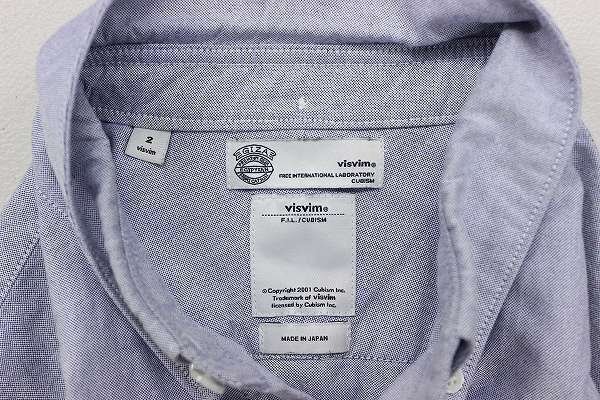 2
visvim
GIZA
EGYPTIAN
visvim®
FREE INTERNATIONAL LABORATORY
CUBISM
visvim®
F.I.L./CUBISM
© Copyright 2001 Cubism Inc.
Trademark of visvim
licensed by Cubism Inc.
MADE IN JAPAN